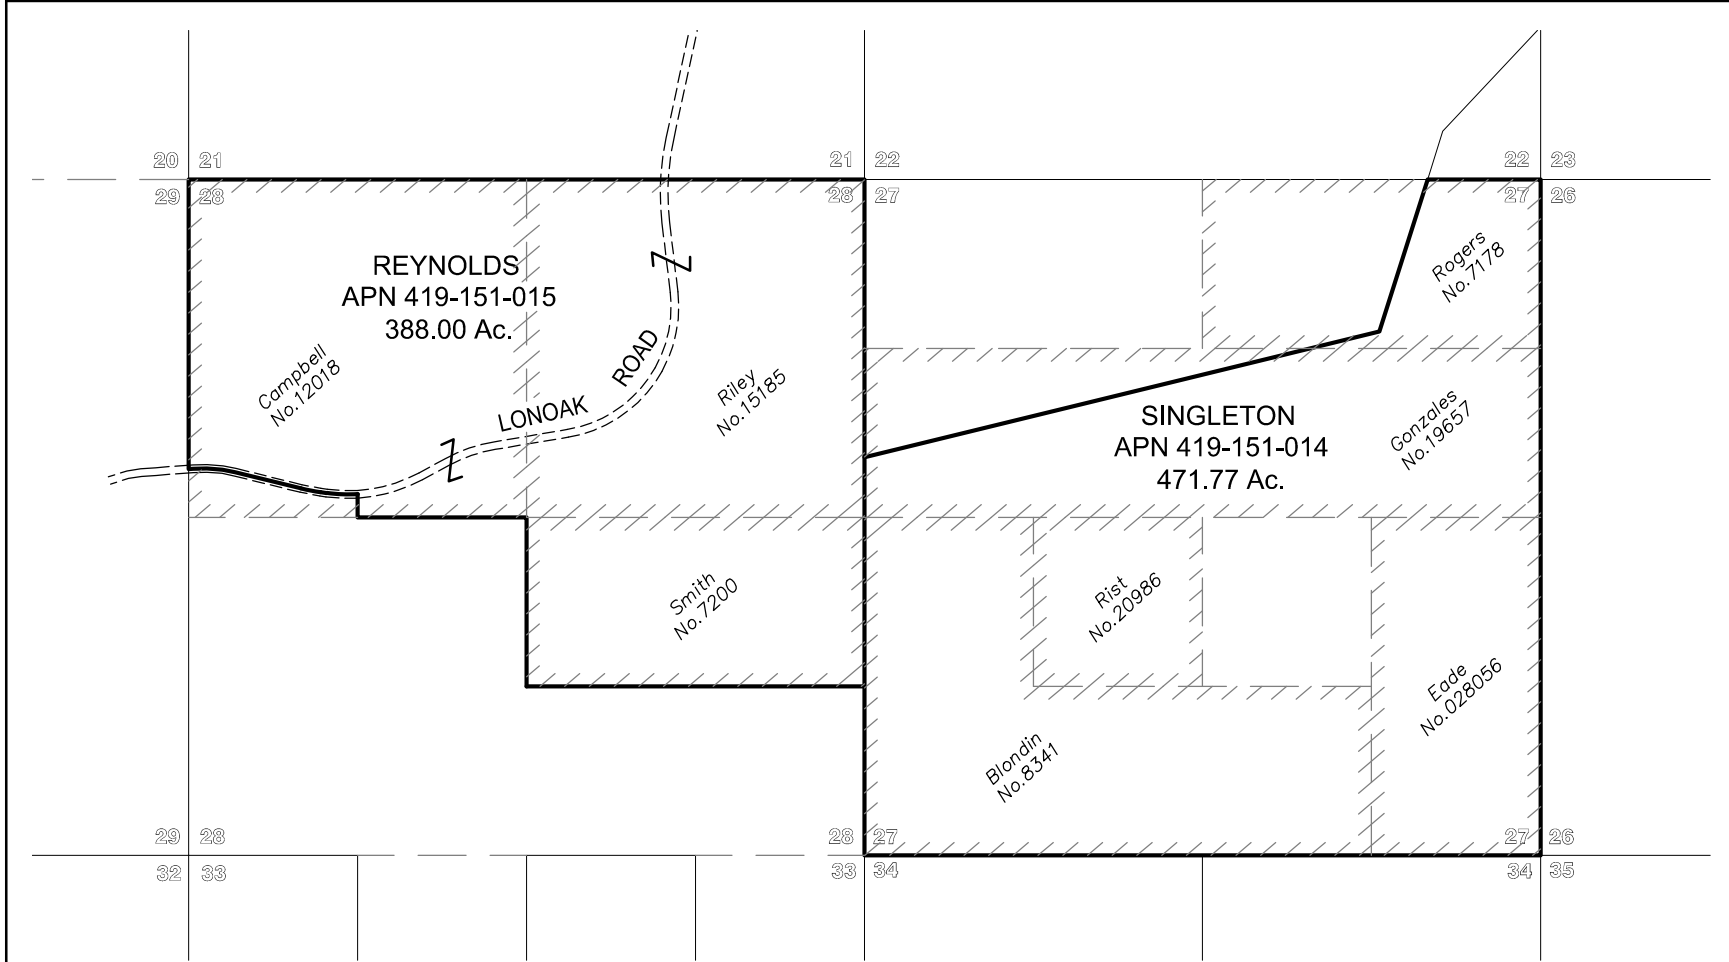 20 21
21 22
22 23
29 28
28 27
27 26
REYNOLDS
APN 419-151-015
388.00 Ac.
Campbell
No.12018
LONOAK ROAD
Riley
No.15185
Rogers
No.7178
SINGLETON
APN 419-151-014
471.77 Ac.
Gonzales
No.19657
Smith
No.7200
Rist
No.20986
Blondin
No.8341
Eade
No.028056
29 28
28 27
27 26
32 33
33 34
34 35